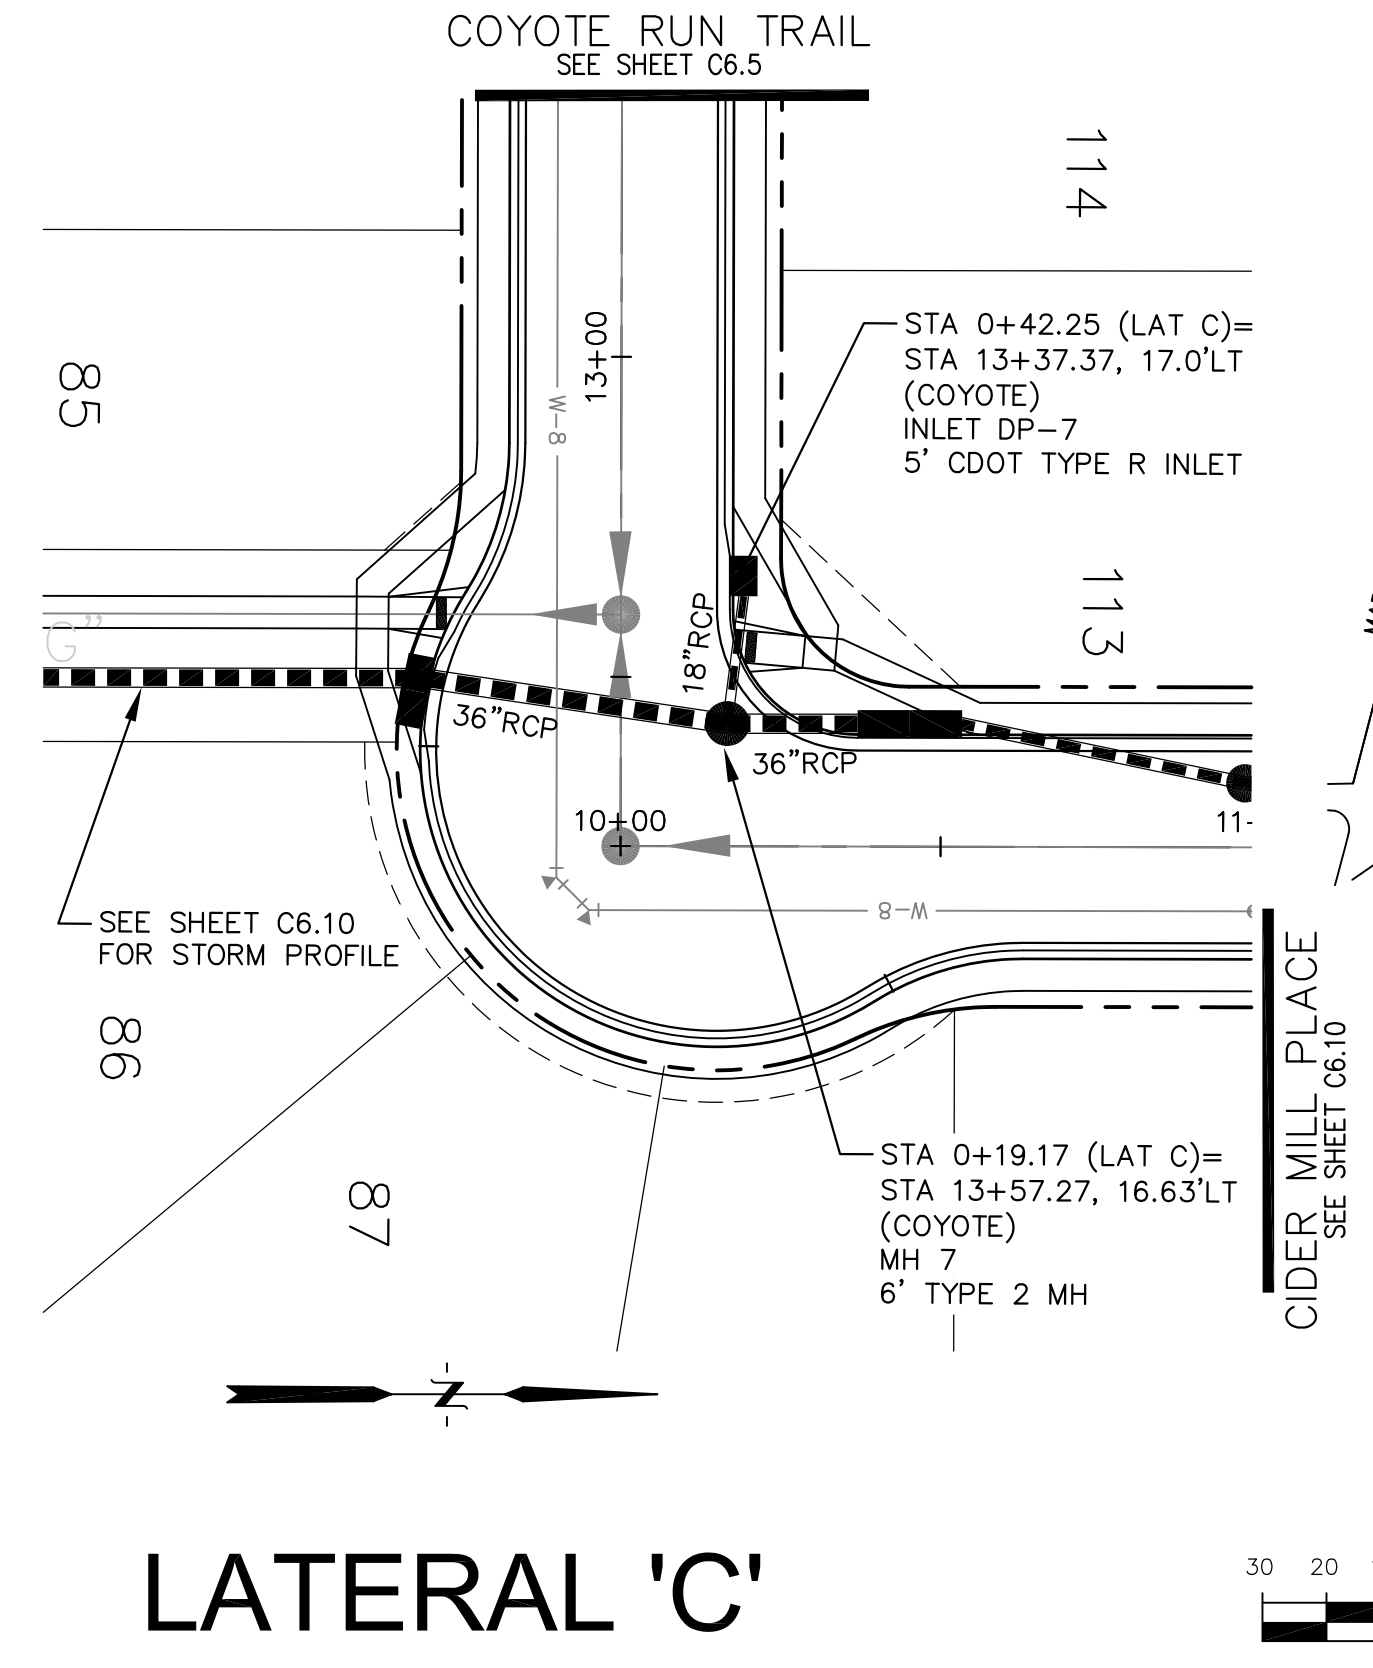 COYOTE RUN TRAIL
SEE SHEET C6.5
114
STA 0+42.25 (LAT C)=
STA 13+37.37, 17.0'LT
(COYOTE)
INLET DP-7
5' CDOT TYPE R INLET
13+00
85
W-8
113
G"
18"RCP
36"RCP
36"RCP
10+00
11-
W-8
SEE SHEET C6.10
FOR STORM PROFILE
86
CIDER MILL PLACE
SEE SHEET C6.10
87
STA 0+19.17 (LAT C)=
STA 13+57.27, 16.63'LT
(COYOTE)
MH 7
6' TYPE 2 MH
N
LATERAL 'C'
30 20